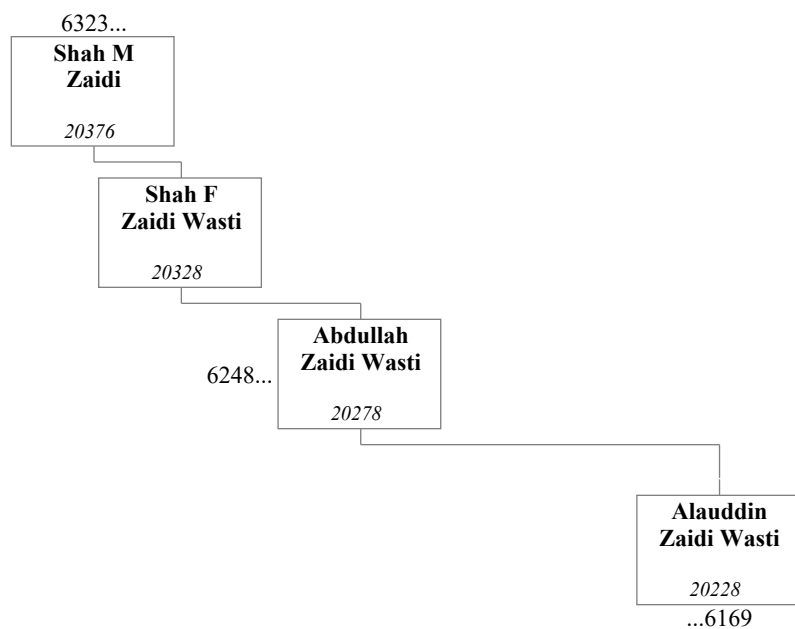 6323...
Shah M
Zaidi
20376
Shah F
Zaidi Wasti
20328
Abdullah
Zaidi Wasti
6248...
20278
Alauddin
Zaidi Wasti
20228
...6169